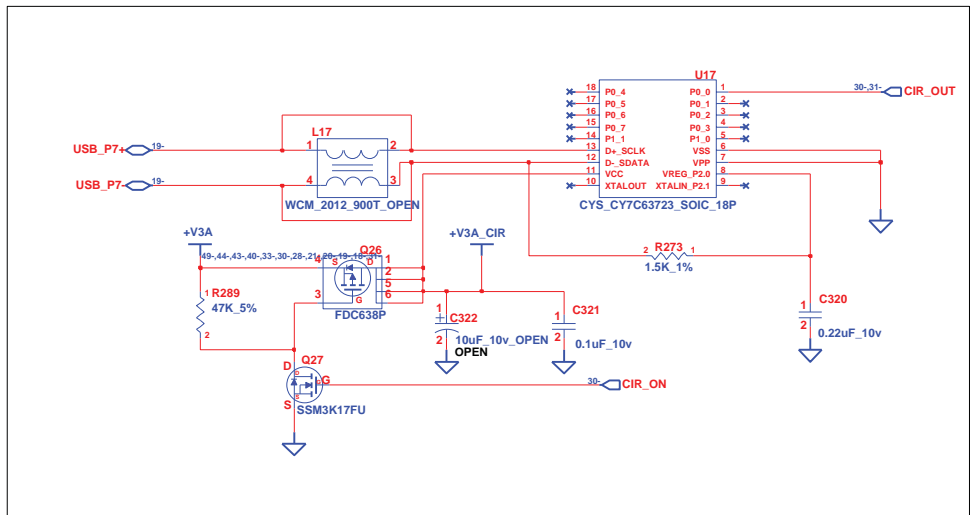 U17
18 P0_4 P0_0 1 30-,31- CIR_OUT
17 P0_5 P0_1 2
16 P0_6 P0_2 3
15 P0_7 P0_3 4
14 P1_1 P1_0 5
13 D+_SCLK VSS 6
12 D-_SDATA VPP 7
11 VCC VREG_P2.0 8
10 XTALOUT XTALIN_P2.1 9
CYS_CY7C63723_SOIC_18P
L17
USB_P7+ 19- 1 2
USB_P7- 19- 4 3
WCM_2012_900T_OPEN
+V3A
+V3A_CIR
49-,44-,43-,40-,33-,30-,28-,21-,20-,19-,18-,31-
Q26
4 S D 1
2
5
3 G 6
FDC638P
R289
1
47K_5%
2
R273
2 1
1.5K_1%
C322
1 +
2
10uF_10v_OPEN
OPEN
C321
1
2
0.1uF_10v
C320
1
2
0.22uF_10v
Q27
D D
G G
S S
SSM3K17FU
30- CIR_ON